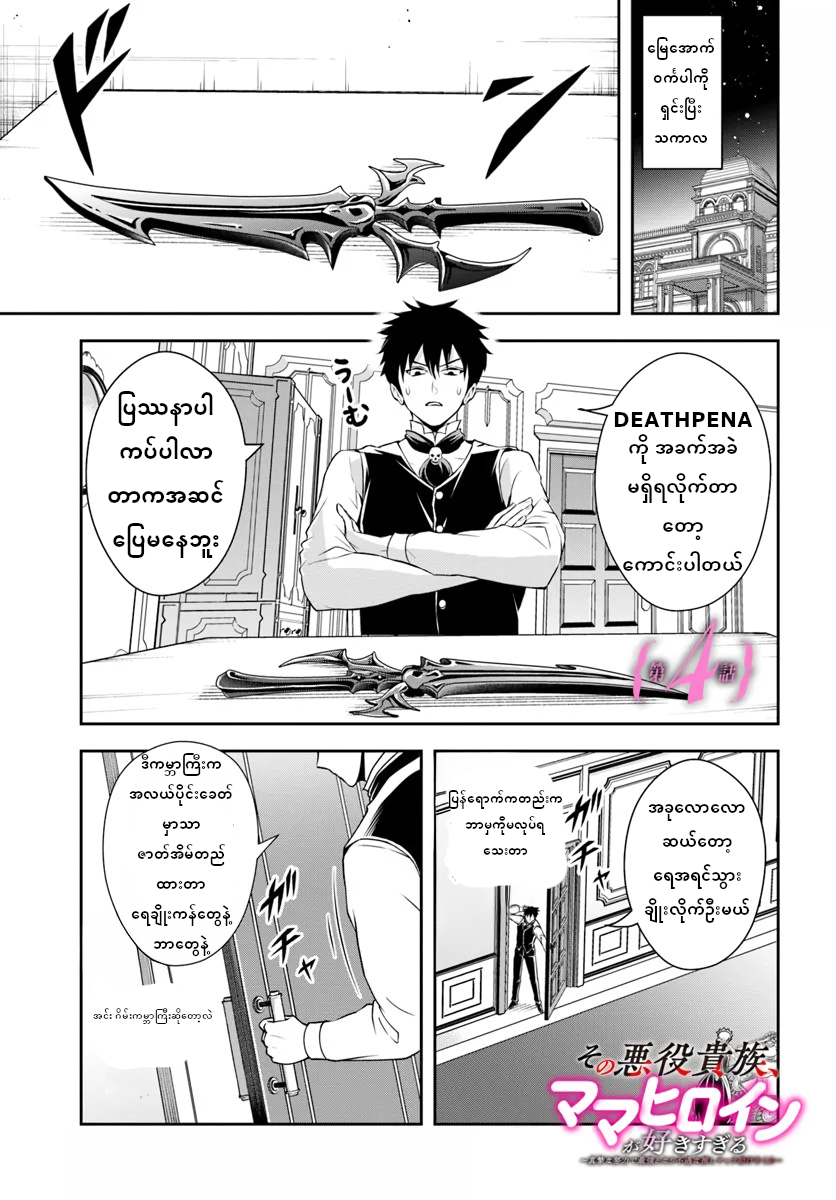 မြေအောက်
ဝင်္ကပါကို
ရှင်းပြီး
သကာလ
ドン
DEATHPENA
ကို အခက်အခဲ
မရှိရလိုက်တာ
တော့
ကောင်းပါတယ်
うーむ
ပြဿနာပါ
ကပ်ပါလာ
တာကအဆင်
ပြေမနေဘူး
第4話
အခုလောလော
ဆယ်တော့
ရေအရင်သွား
ချိုးလိုက်ဦးမယ်
ပြန်ရောက်ကတည်းက
ဘာမှကိုမလုပ်ရ
သေးတာ
ガチャ
ဒီကမ္ဘာကြီးက
အလယ်ပိုင်းခေတ်
မှာသာ
ဇာတ်အိမ်တည်
ထားတာ
ရေချိုးကန်တွေနဲ့
ဘာတွေနဲ့
ガチャ
အင်း ဂိမ်းကမ္ဘာကြီးဆိုတော့လဲ
その悪役貴族、
ママヒロイン
が好きすぎる